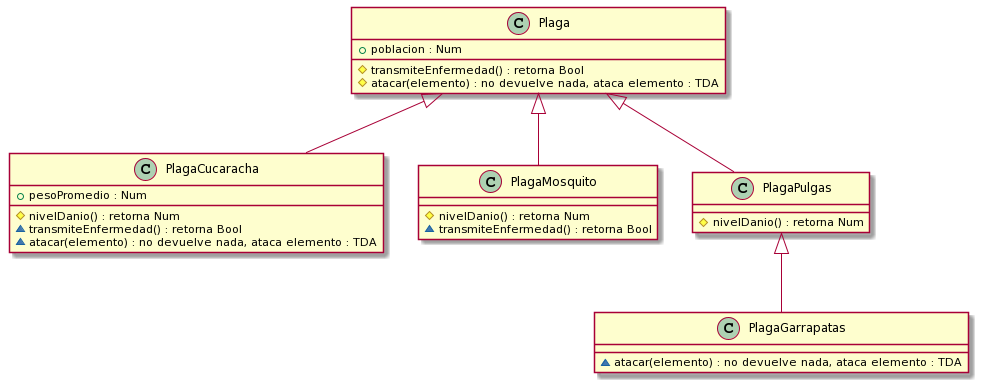 C Plaga
poblacion : Num
transmiteEnfermedad() : retorna Bool
atacar(elemento) : no devuelve nada, ataca elemento : TDA
C PlagaCucaracha
pesoPromedio : Num
nivelDanio() : retorna Num
transmiteEnfermedad() : retorna Bool
atacar(elemento) : no devuelve nada, ataca elemento : TDA
C PlagaMosquito
nivelDanio() : retorna Num
transmiteEnfermedad() : retorna Bool
C PlagaPulgas
nivelDanio() : retorna Num
C PlagaGarrapatas
atacar(elemento) : no devuelve nada, ataca elemento : TDA